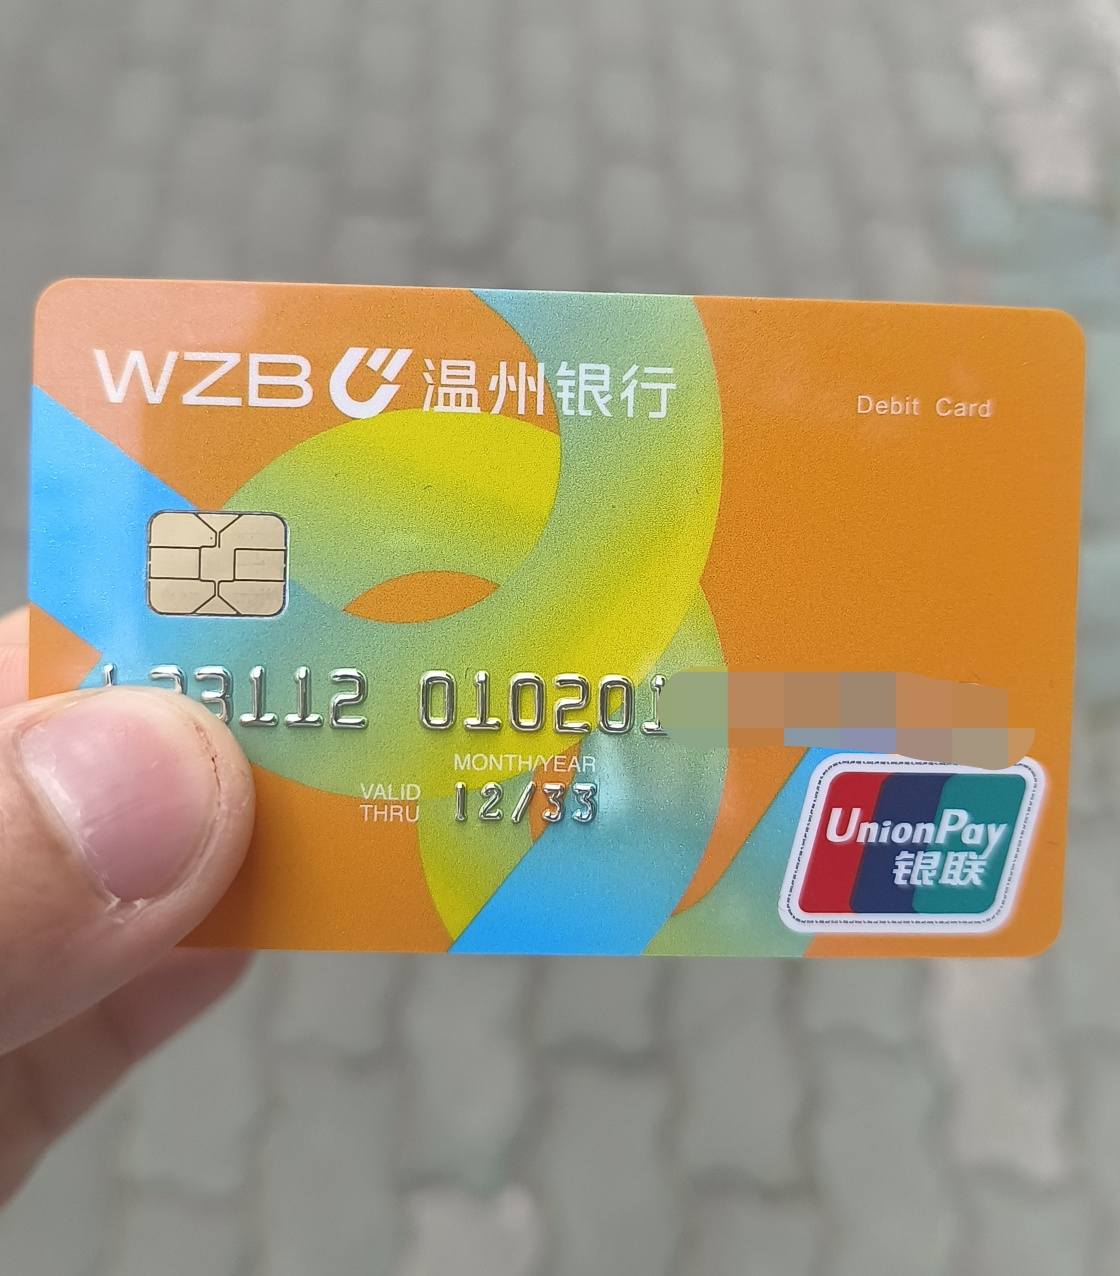 WZB 温州银行
Debit Card
23112 010201
MONTH/YEAR
VALID THRU 12/33
UnionPay
银联